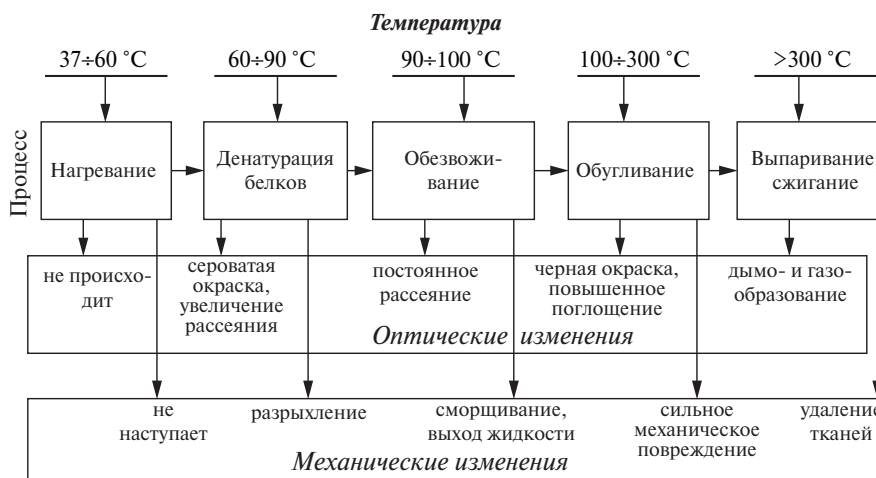 Температура
37÷60 ˚C 60÷90 ˚C 90÷100 ˚C 100÷300 ˚C >300 ˚C
Процесс
Нагревание
Денатурация
белков
Обезвожи-
вание
Обугливание
Выпаривание,
сжигание
не происхо-
дит
сероватая
окраска,
увеличение
рассеяния
постоянное
рассеяние
черная окраска,
повышенное
поглощение
дымо- и газо-
образование
Оптические изменения
не
наступает
разрыхление
сморщивание,
выход жидкости
сильное
механическое
повреждение
удаление
тканей
Механические изменения